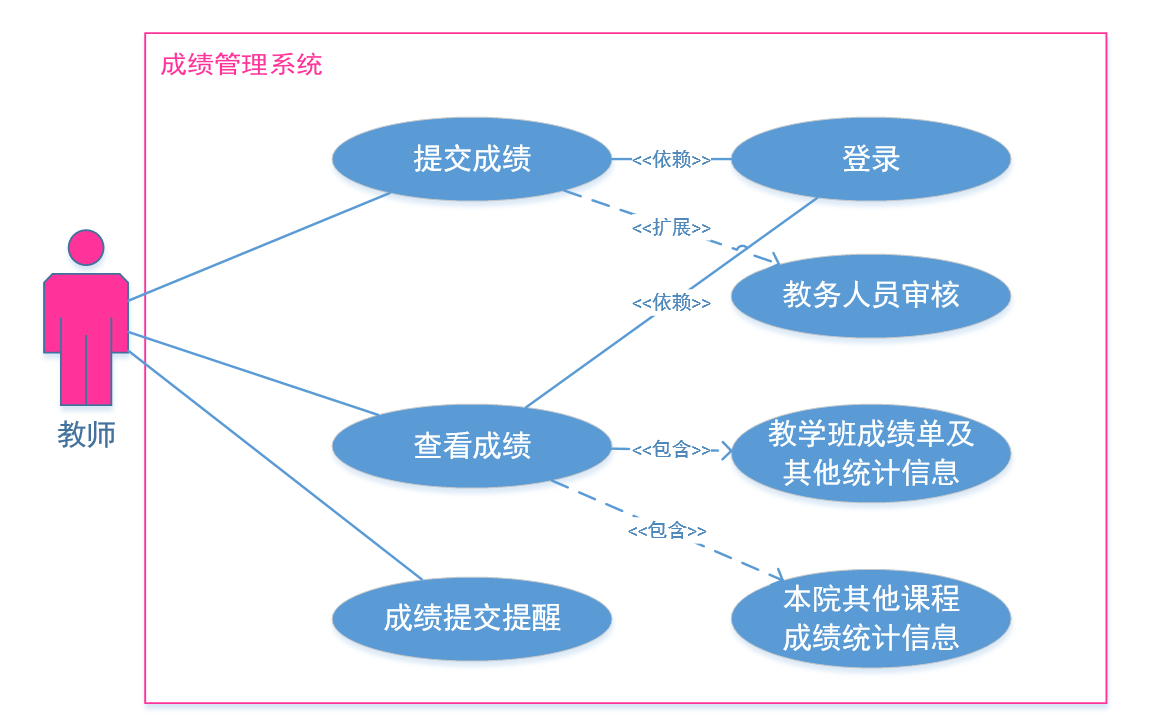 成绩管理系统
提交成绩
<<依赖>>
登录
<<扩展>>
教务人员审核
<<依赖>>
教师
查看成绩
<<包含>>
教学班成绩单及
其他统计信息
<<包含>>
成绩提交提醒
本院其他课程
成绩统计信息